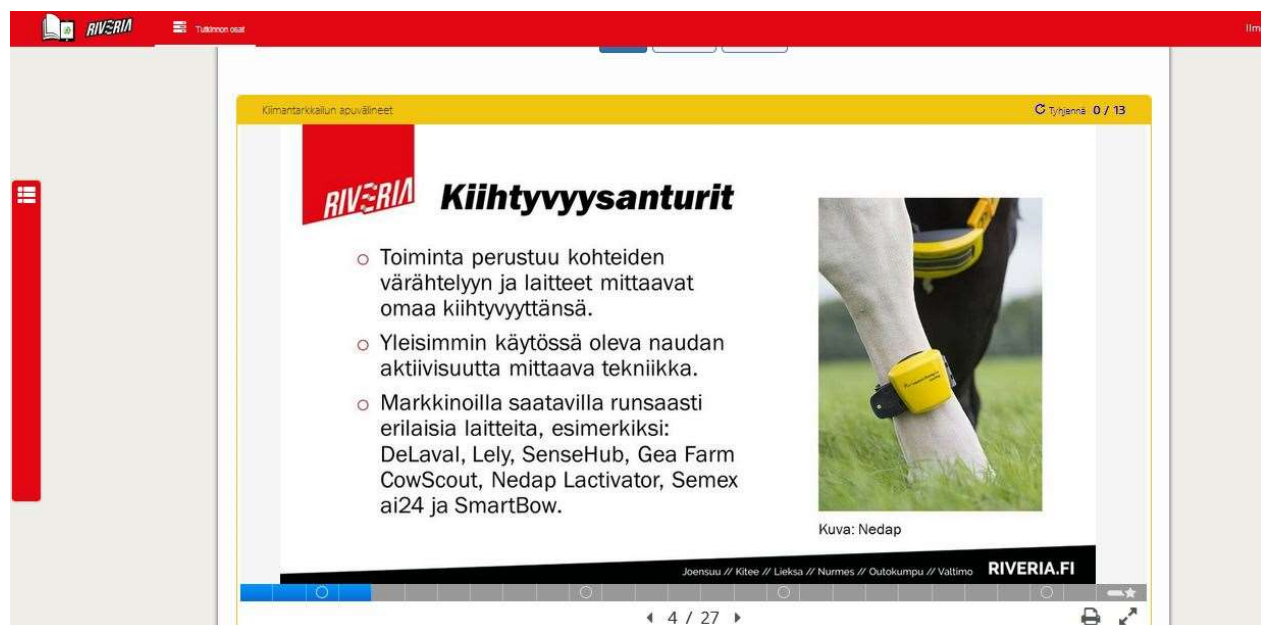 RIVERIA
Tutkinnon osat
Ilm
Kiimantarkkailun apuvälineet
Tyhjennä 0 / 13
RIVERIA
Kiihtyvyysanturit
Toiminta perustuu kohteiden
värähtelyyn ja laitteet mittaavat
omaa kiihtyvyyttänsä.
Yleisimmin käytössä oleva naudan
aktiivisuutta mittaava tekniikka.
Markkinoilla saatavilla runsaasti
erilaisia laitteita, esimerkiksi:
DeLaval, Lely, SenseHub, Gea Farm
CowScout, Nedap Lactivator, Semex
ai24 ja SmartBow.
Kuva: Nedap
Joensuu // Kitee // Lieksa // Nurmes // Outokumpu // Valtimo RIVERIA.FI
4 / 27